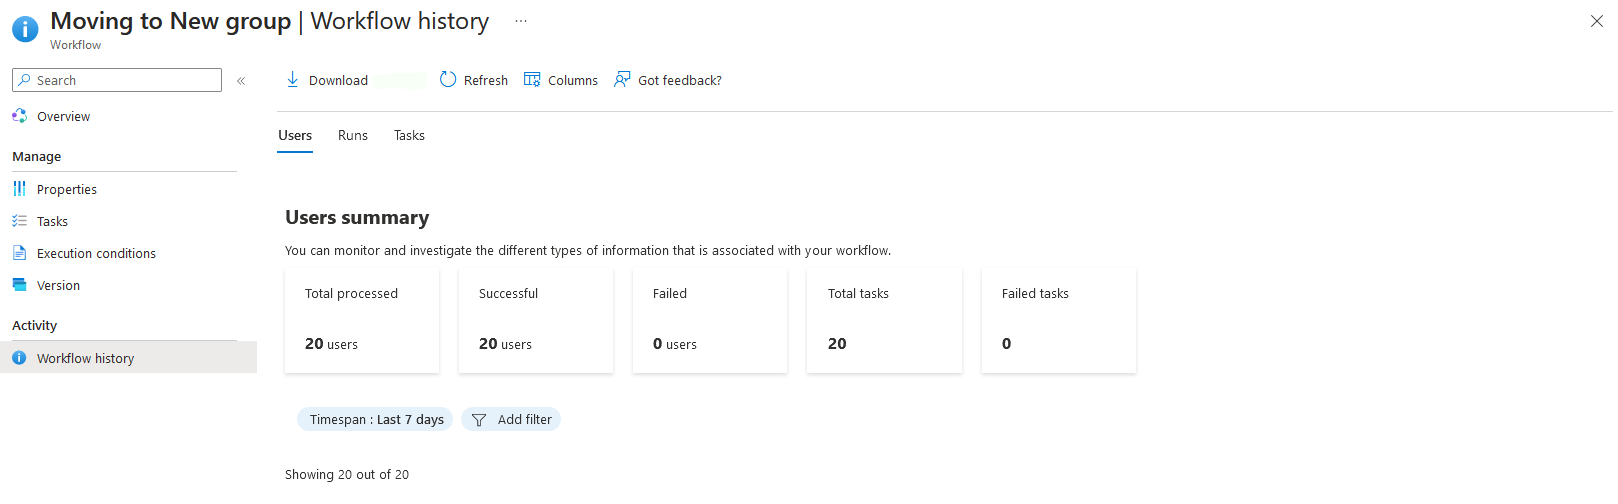 Moving to New group | Workflow history ...
Workflow
Search
«
Download Refresh Columns Got feedback?
Overview
Users Runs Tasks
Manage
Properties
Tasks
Execution conditions
Version
Activity
Workflow history
Users summary
You can monitor and investigate the different types of information that is associated with your workflow.
Total processed Successful Failed Total tasks Failed tasks
20 users 20 users 0 users 20 0
Timespan : Last 7 days Add filter
Showing 20 out of 20